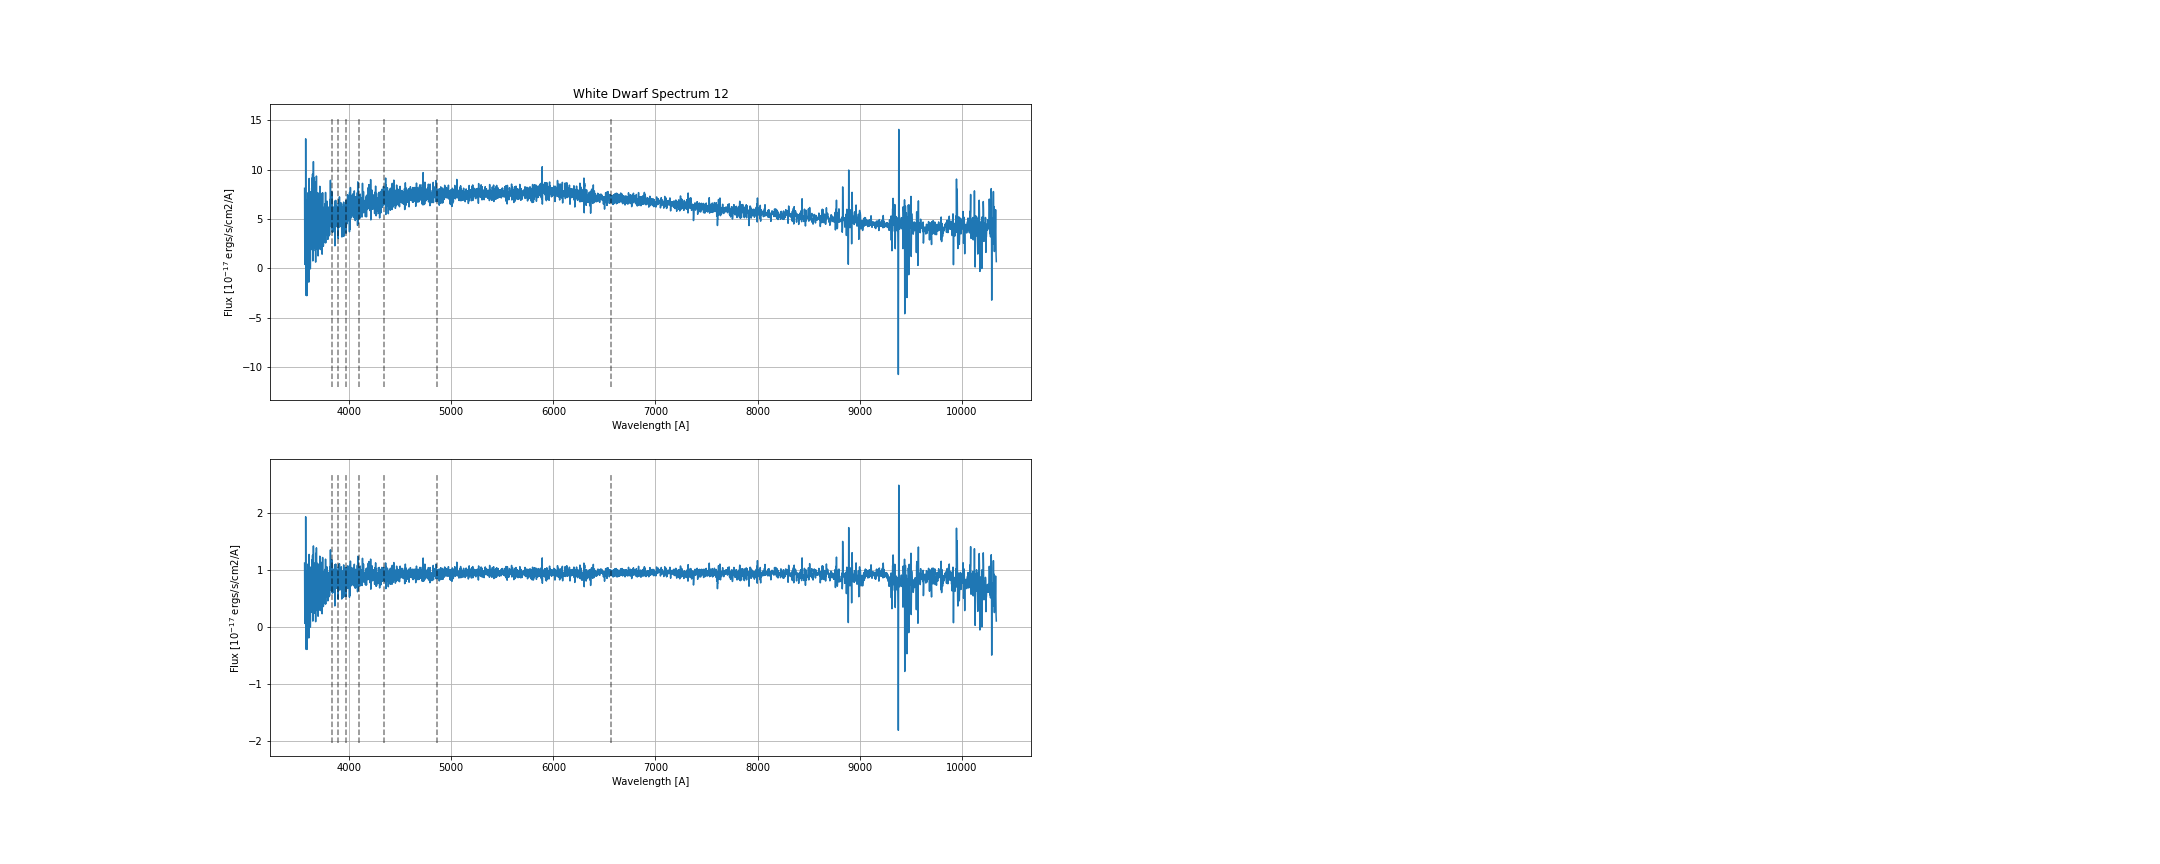 White Dwarf Spectrum 12
15
10
5
0
−5
−10
Flux [10⁻¹⁷ ergs/s/cm2/A]
4000 5000 6000 7000 8000 9000 10000
Wavelength [A]
2
1
0
−1
−2
Flux [10⁻¹⁷ ergs/s/cm2/A]
4000 5000 6000 7000 8000 9000 10000
Wavelength [A]